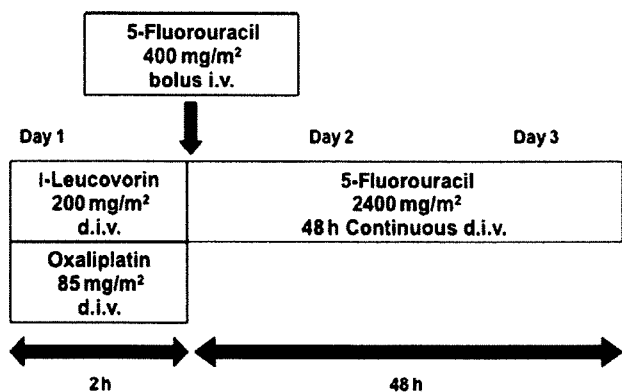 5-Fluorouracil
400 mg/m²
bolus i.v.
Day 1
Day 2
Day 3
l-Leucovorin
200 mg/m²
d.i.v.
5-Fluorouracil
2400 mg/m²
48 h Continuous d.i.v.
Oxaliplatin
85 mg/m²
d.i.v.
2 h
48 h